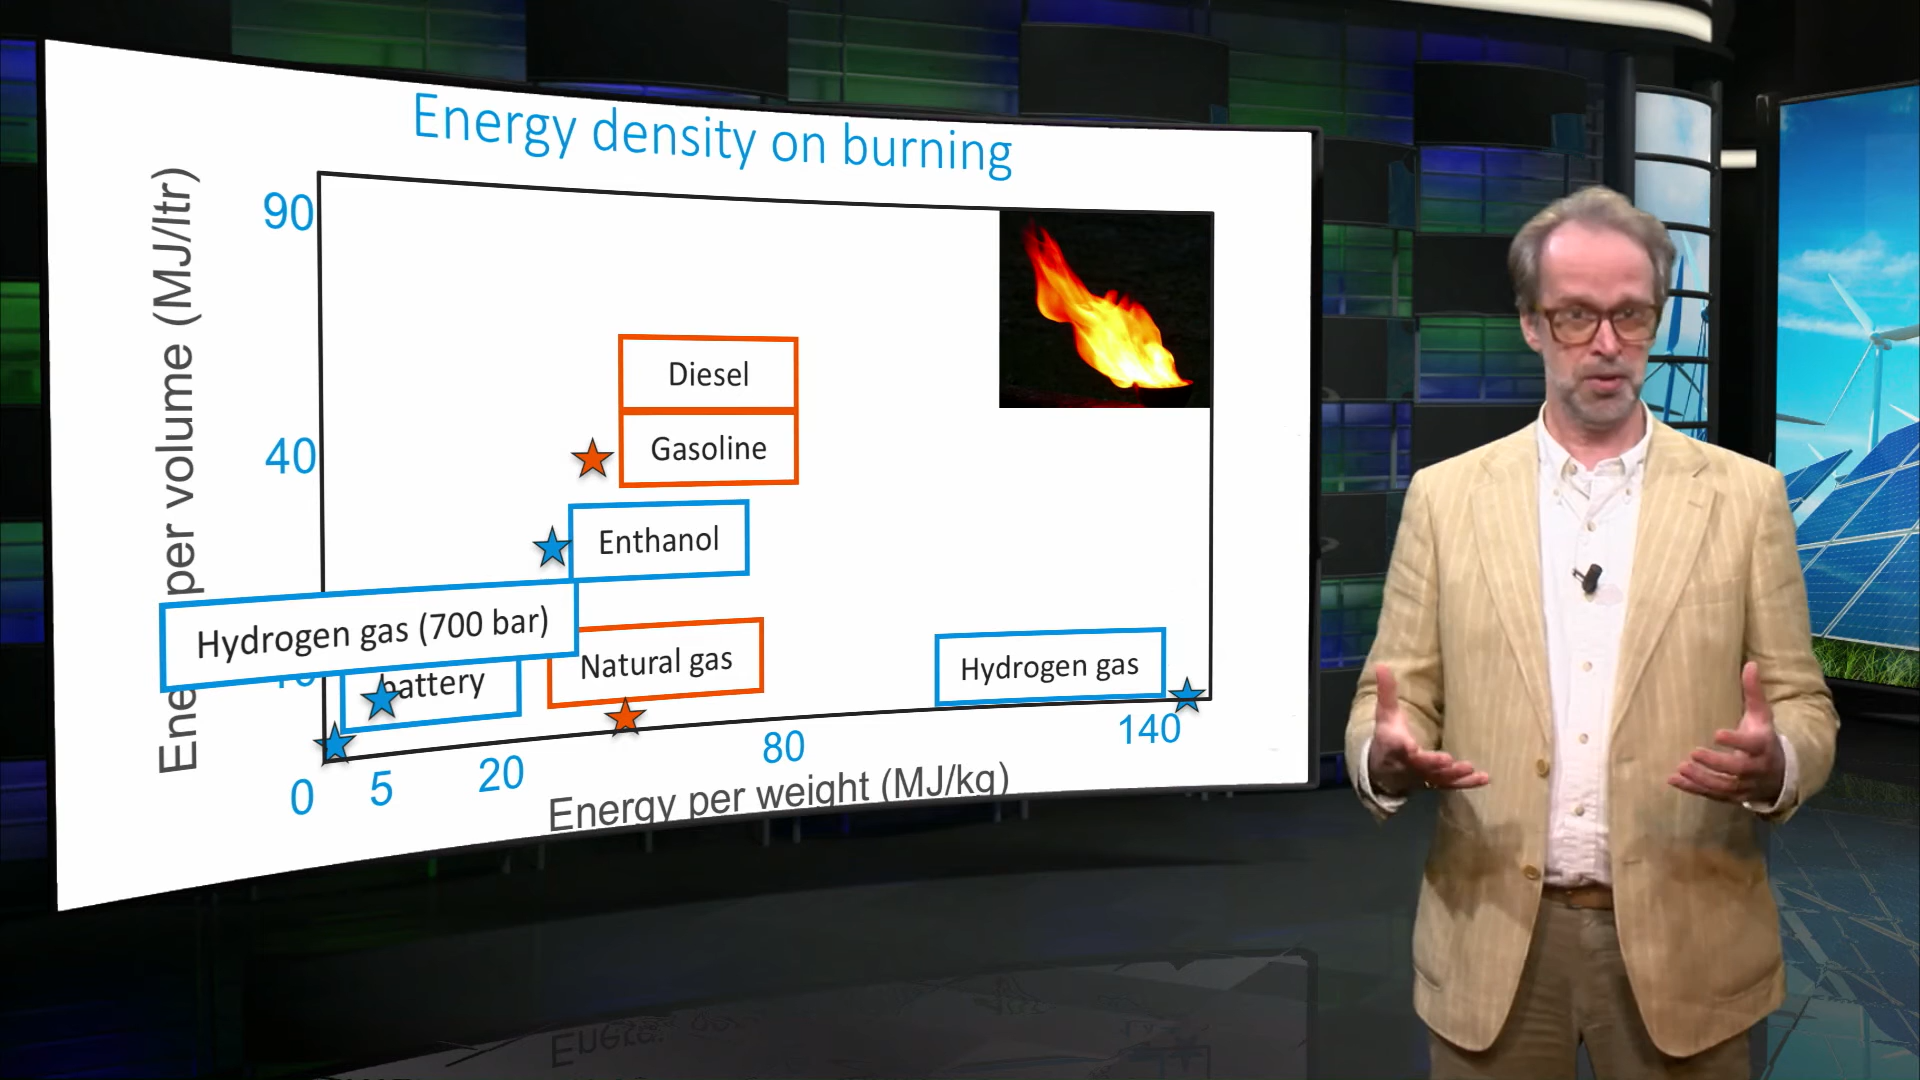 Energy density on burning
90
Energy per volume (MJ/ltr)
Diesel
Gasoline
40
Enthanol
Hydrogen gas (700 bar)
Natural gas
Hydrogen gas
battery
0
5
20
80
140
Energy per weight (MJ/kg)